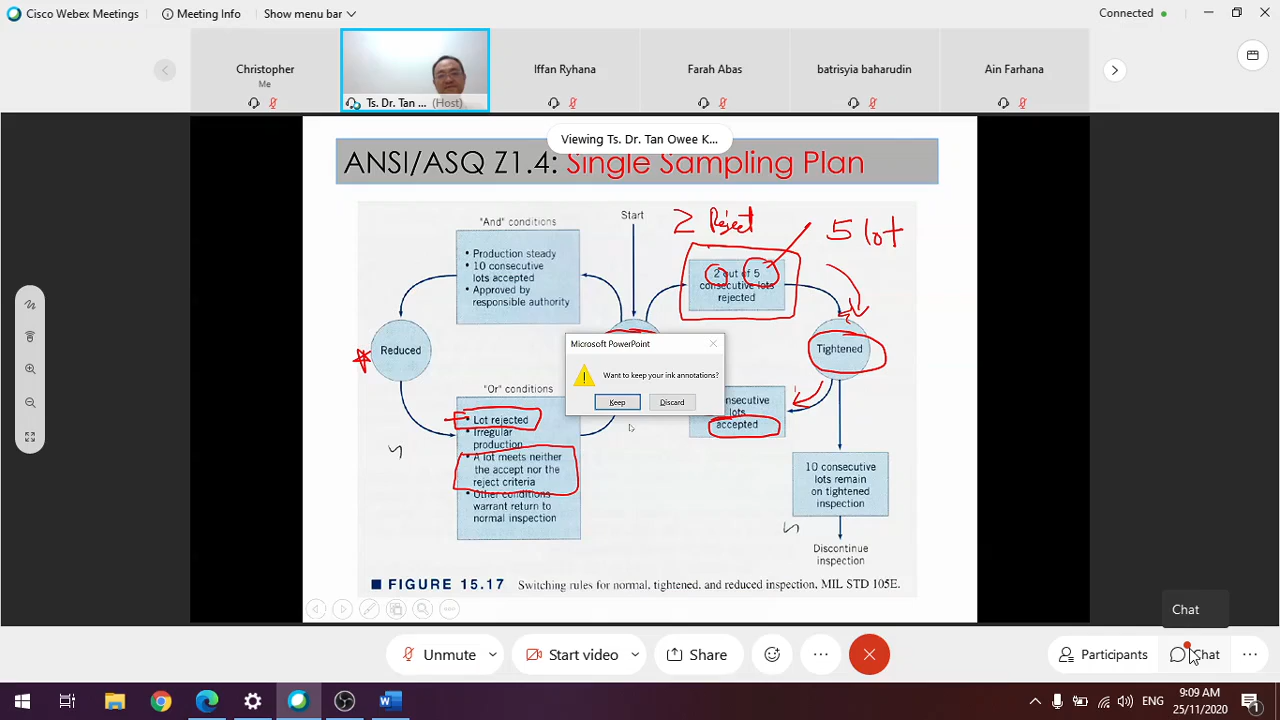 Cisco Webex Meetings
Meeting Info
Show menu bar
Connected
Christopher
Me
Ts. Dr. Tan ... (Host)
Iffan Ryhana
Farah Abas
batrisyia baharudin
Ain Farhana
Viewing Ts. Dr. Tan Owee K...
ANSI/ASQ Z1.4: Single Sampling Plan
"And" conditions
• Production steady
• 10 consecutive
lots accepted
• Approved by
responsible authority
Start
2 Reject
5 lot
2 out of 5
consecutive lots
rejected
Reduced
Tightened
Microsoft PowerPoint
Want to keep your ink annotations?
Keep
Discard
"Or" conditions
• Lot rejected
• Irregular
production
• A lot meets neither
the accept nor the
reject criteria
• Other conditions
warrant return to
normal inspection
consecutive
lots
accepted
10 consecutive
lots remain
on tightened
inspection
Discontinue
inspection
FIGURE 15.17 Switching rules for normal, tightened, and reduced inspection, MIL STD 105E.
Chat
Unmute
Start video
Share
Participants
Chat
ENG
9:09 AM
25/11/2020
1